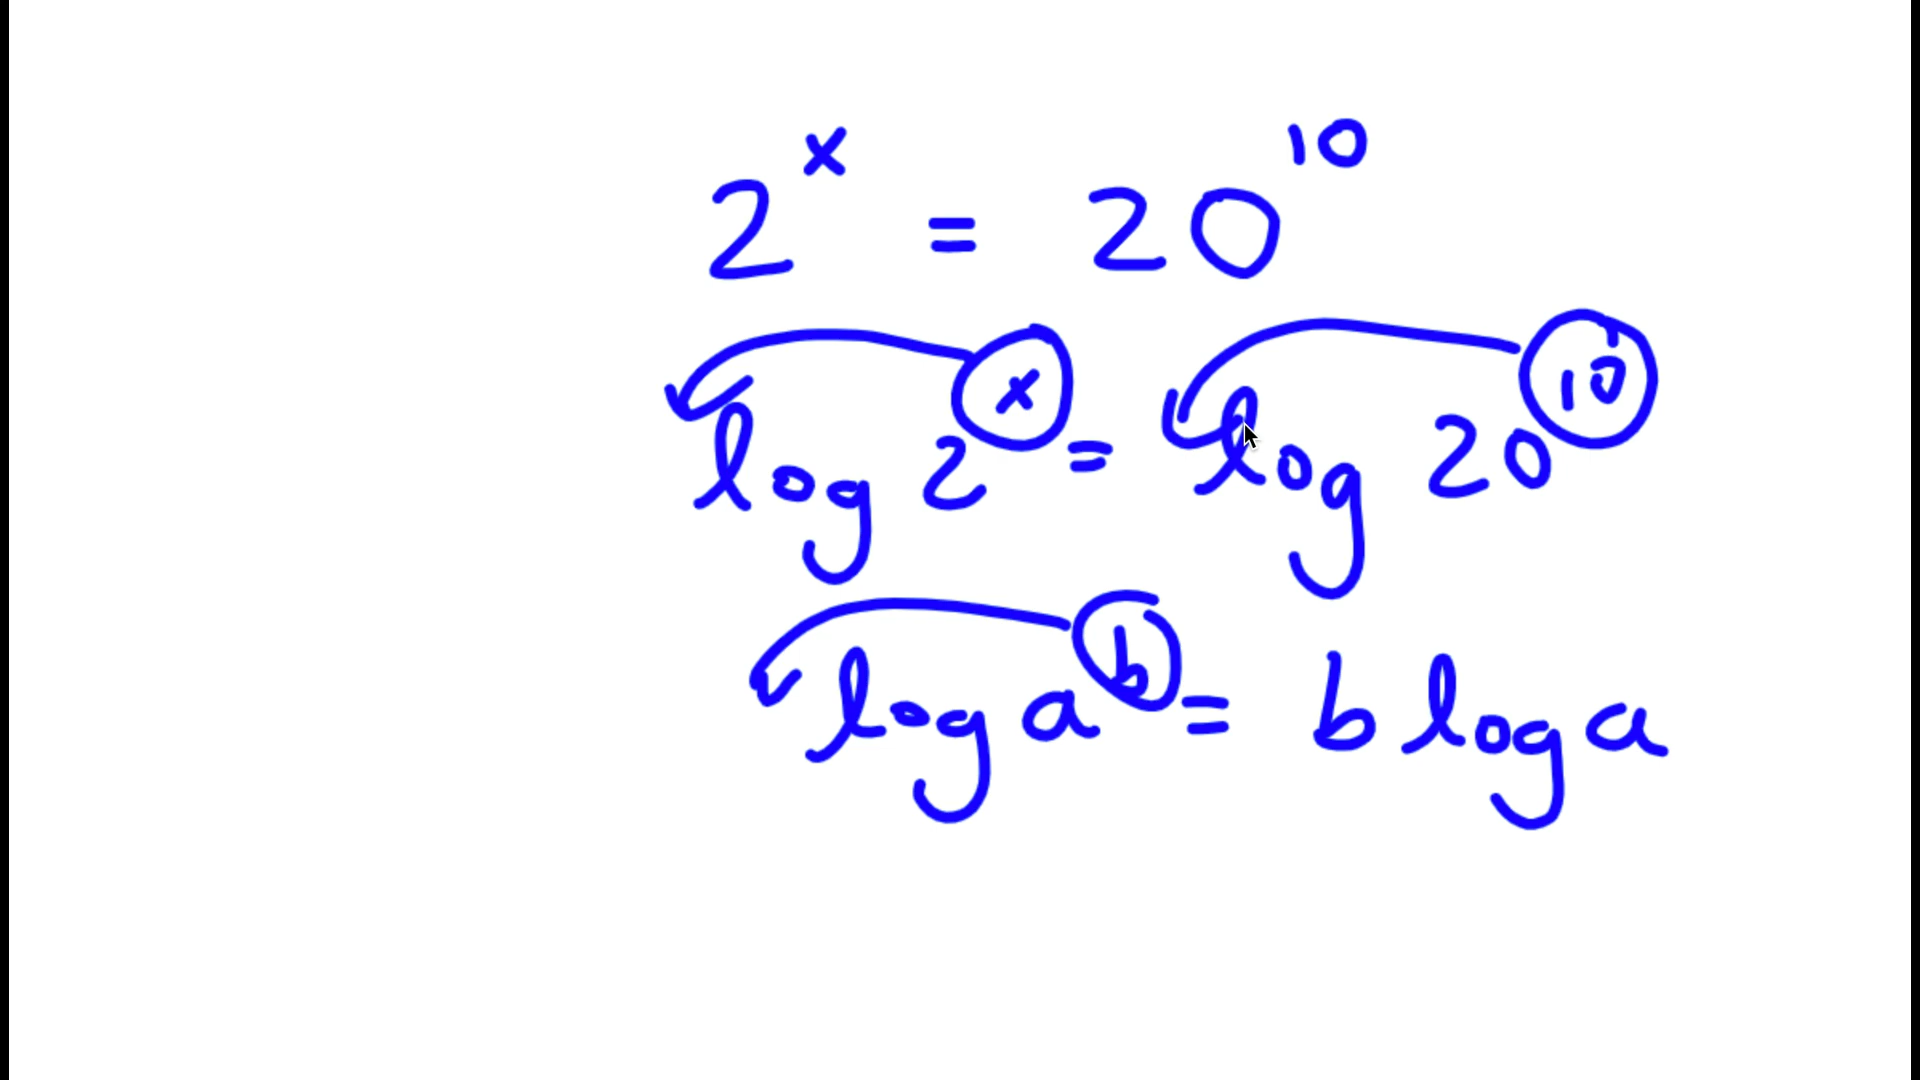 2^x = 20^10
log 2^x = log 20^10
log a^b = b log a